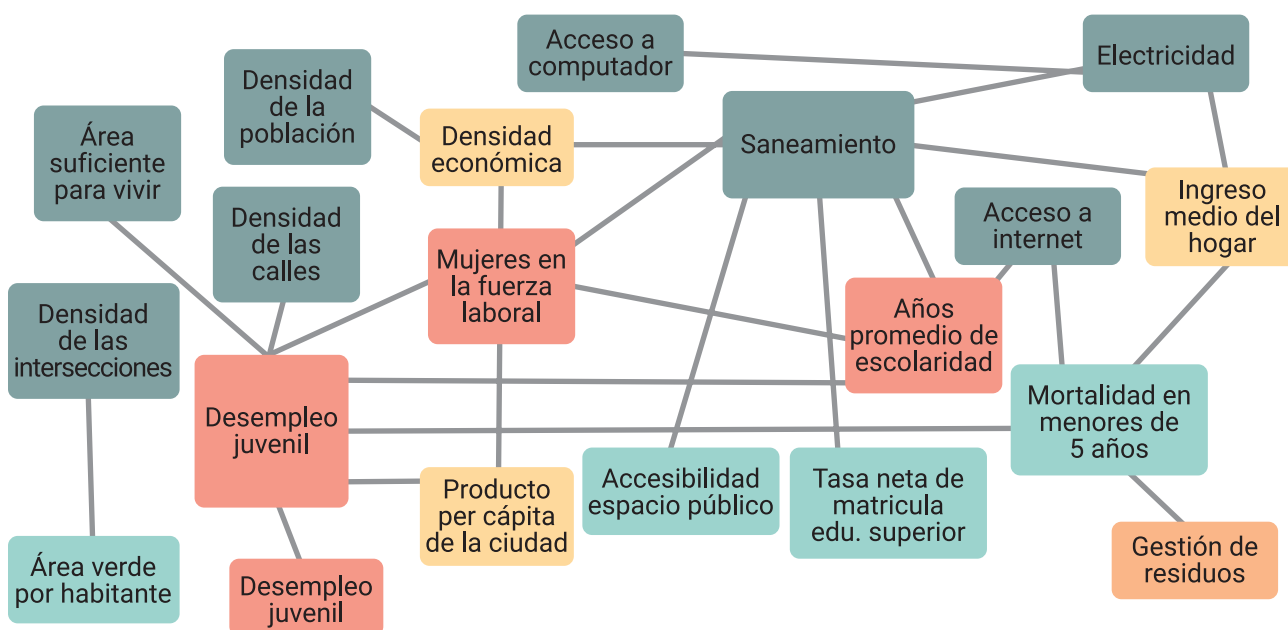 Acceso a
computador
Electricidad
Densidad
de la
población
Área
suficiente
para vivir
Densidad
económica
Saneamiento
Ingreso
medio del
hogar
Densidad
de las
calles
Acceso a
internet
Mujeres en
la fuerza
laboral
Densidad
de las
intersecciones
Años
promedio de
escolaridad
Desempleo
juvenil
Mortalidad en
menores de
5 años
Accesibilidad
espacio público
Tasa neta de
matricula
edu. superior
Producto
per cápita
de la ciudad
Gestión de
residuos
Área verde
por habitante
Desempleo
juvenil